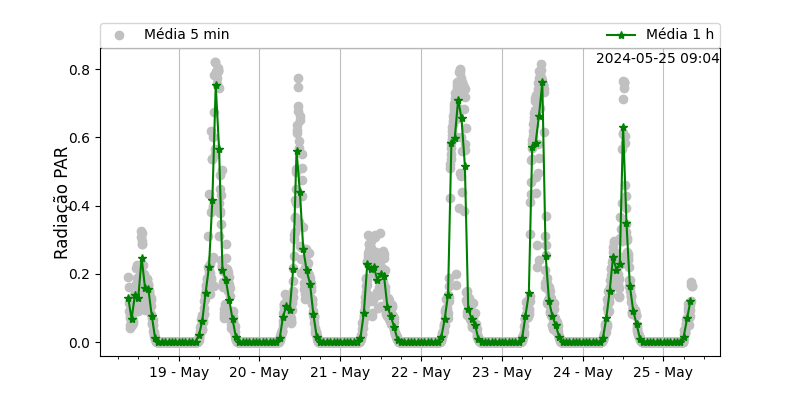 Média 5 min
Média 1 h
2024-05-25 09:04
Radiação PAR
0.8
0.6
0.4
0.2
0.0
19 - May
20 - May
21 - May
22 - May
23 - May
24 - May
25 - May